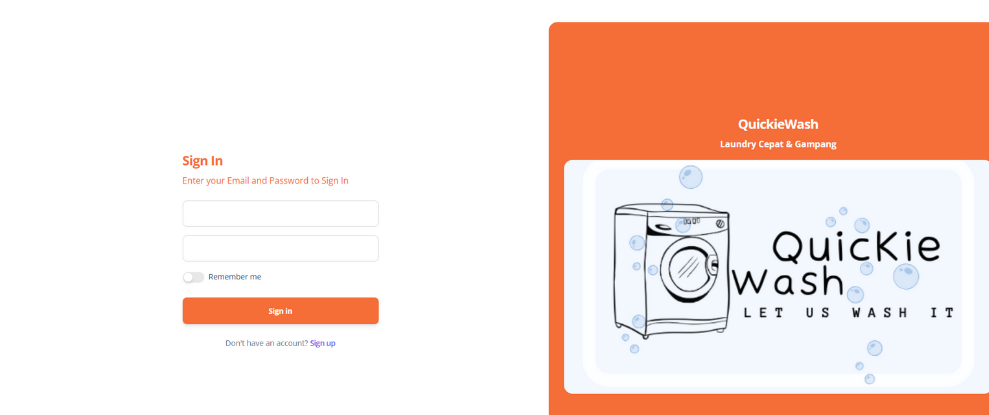 Sign In
Enter your Email and Password to Sign In
Remember me
Sign in
Don't have an account? Sign up
QuickieWash
Laundry Cepat & Gampang
QuicKie
Wash
LET US WASH IT